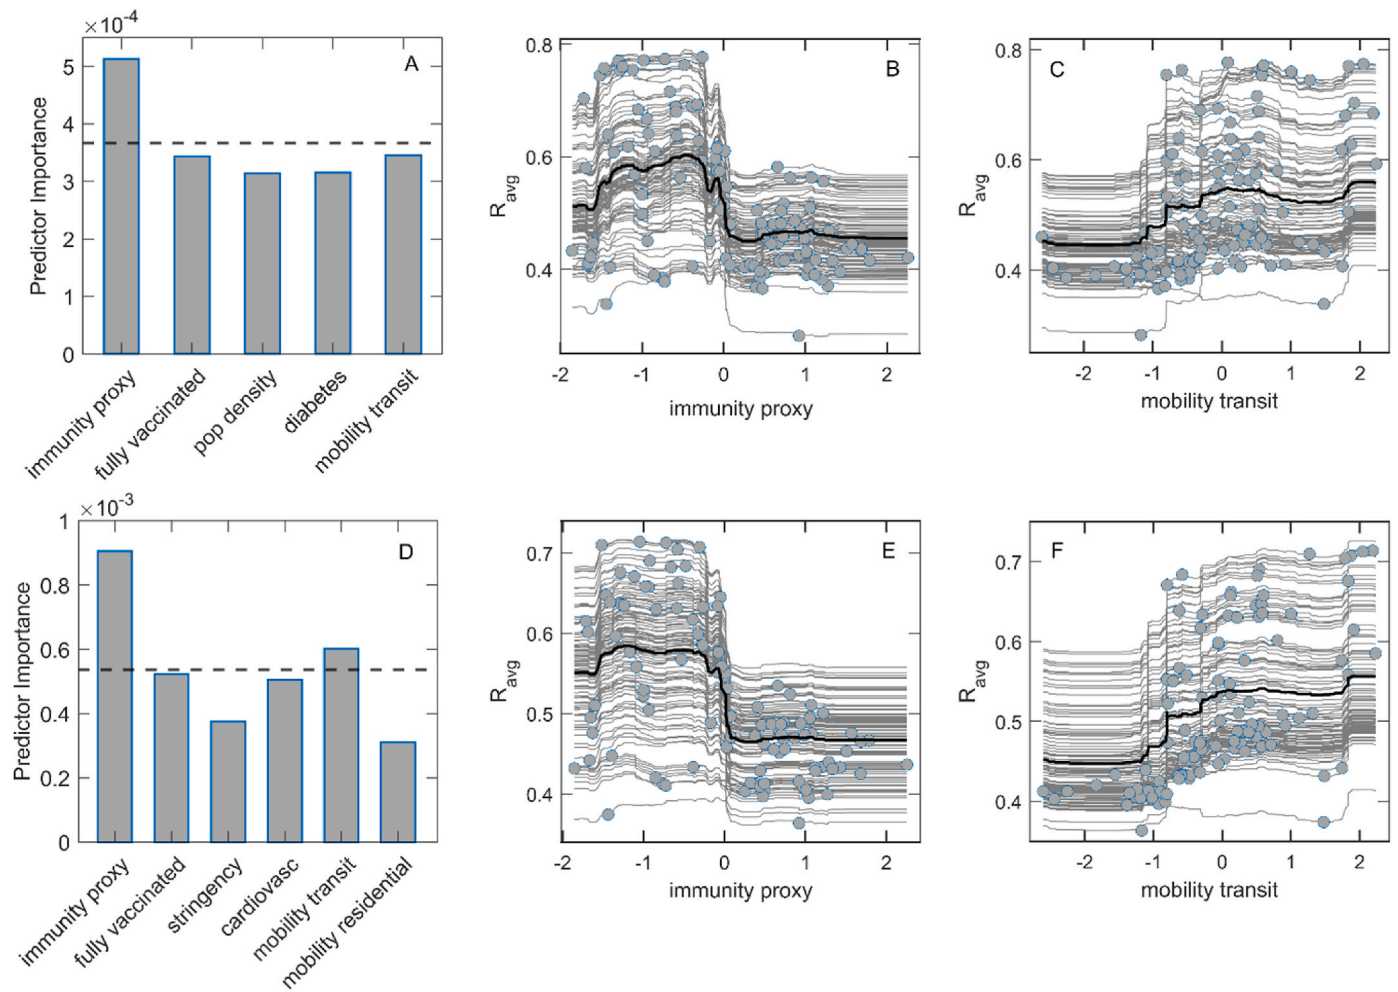 ×10⁻⁴
A
Predictor Importance
5
4
3
2
1
0
immunity proxy
fully vaccinated
pop density
diabetes
mobility transit
B
R_avg
0.8
0.6
0.4
-2 -1 0 1 2
immunity proxy
C
R_avg
0.8
0.6
0.4
-2 -1 0 1 2
mobility transit
×10⁻³
D
Predictor Importance
1
0.8
0.6
0.4
0.2
0
immunity proxy
fully vaccinated
stringency
cardiovasc
mobility transit
mobility residential
E
R_avg
0.7
0.6
0.5
0.4
-2 -1 0 1 2
immunity proxy
F
R_avg
0.7
0.6
0.5
0.4
-2 -1 0 1 2
mobility transit